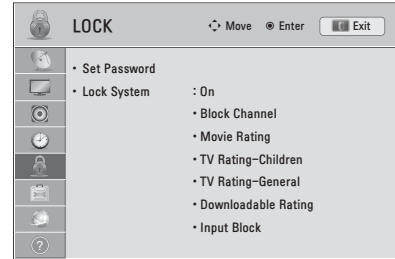 LOCK
Move Enter Exit
• Set Password
• Lock System : On
• Block Channel
• Movie Rating
• TV Rating-Children
• TV Rating-General
• Downloadable Rating
• Input Block
?